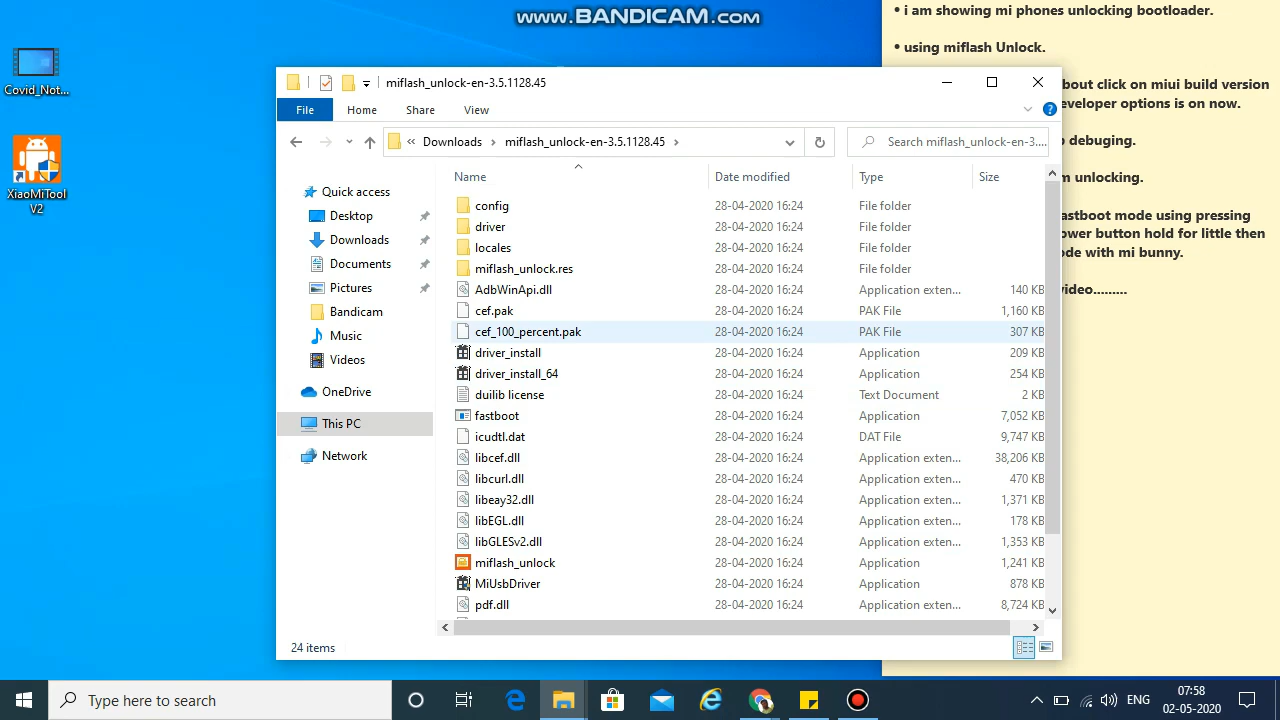 www.BANDICAM.com
• i am showing mi phones unlocking bootloader.
• using miflash Unlock.
bout click on miui build version
eveloper options is on now.
debuging.
m unlocking.
astboot mode using pressing
ower button hold for little then
ode with mi bunny.
video.........
Covid_Not...
XiaoMiTool
V2
miflash_unlock-en-3.5.1128.45
File Home Share View
« Downloads > miflash_unlock-en-3.5.1128.45 >
Search miflash_unlock-en-3....
Quick access
Desktop
Downloads
Documents
Pictures
Bandicam
Music
Videos
OneDrive
This PC
Network
Name Date modified Type Size
config 28-04-2020 16:24 File folder
driver 28-04-2020 16:24 File folder
locales 28-04-2020 16:24 File folder
miflash_unlock.res 28-04-2020 16:24 File folder
AdbWinApi.dll 28-04-2020 16:24 Application exten... 140 KB
cef.pak 28-04-2020 16:24 PAK File 1,160 KB
cef_100_percent.pak 28-04-2020 16:24 PAK File 307 KB
driver_install 28-04-2020 16:24 Application 209 KB
driver_install_64 28-04-2020 16:24 Application 254 KB
duilib license 28-04-2020 16:24 Text Document 2 KB
fastboot 28-04-2020 16:24 Application 7,052 KB
icudtl.dat 28-04-2020 16:24 DAT File 9,747 KB
libcef.dll 28-04-2020 16:24 Application exten... 38,206 KB
libcurl.dll 28-04-2020 16:24 Application exten... 470 KB
libeay32.dll 28-04-2020 16:24 Application exten... 1,371 KB
libEGL.dll 28-04-2020 16:24 Application exten... 178 KB
libGLESv2.dll 28-04-2020 16:24 Application exten... 1,353 KB
miflash_unlock 28-04-2020 16:24 Application 1,241 KB
MiUsbDriver 28-04-2020 16:24 Application 878 KB
pdf.dll 28-04-2020 16:24 Application exten... 8,724 KB
24 items
Type here to search
ENG
07:58
02-05-2020